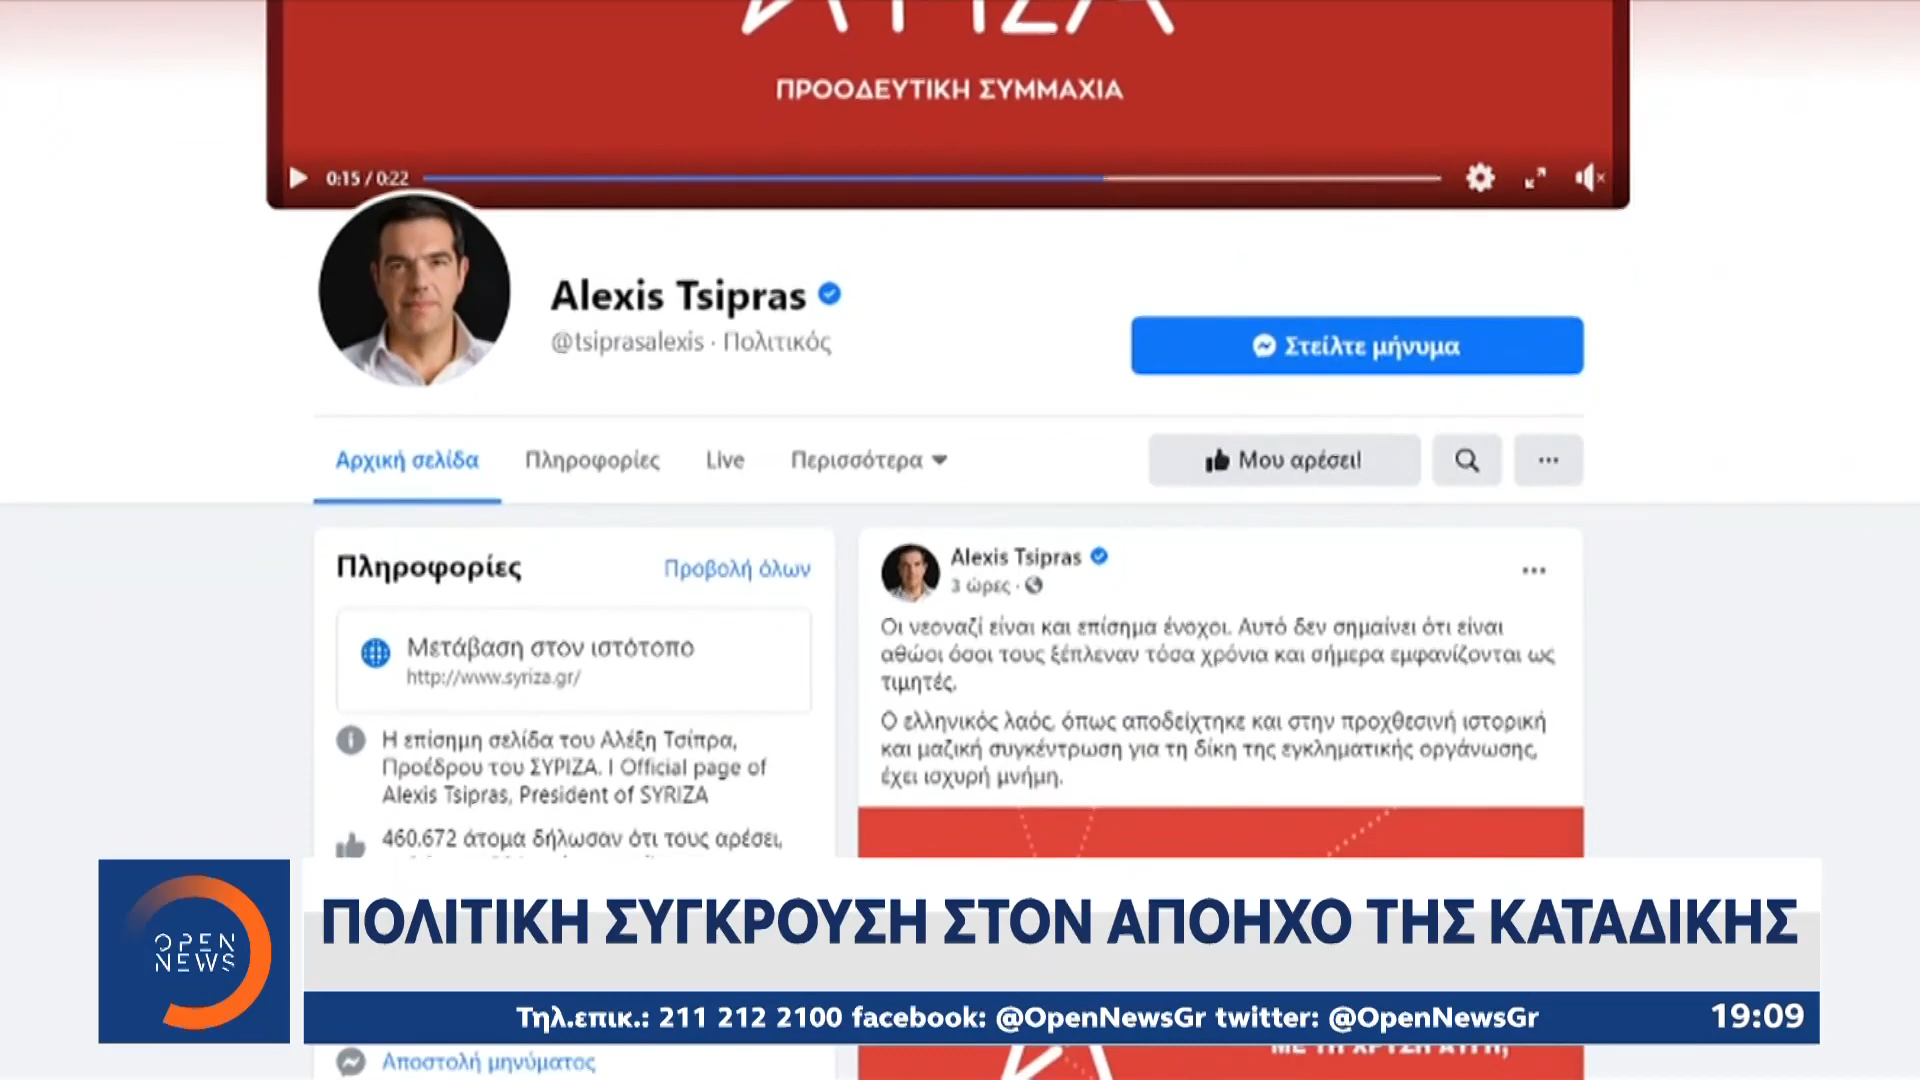 ΠΡΟΟΔΕΥΤΙΚΗ ΣΥΜΜΑΧΙΑ
0:15 / 0:22
Alexis Tsipras
@tsiprasalexis · Πολιτικός
Στείλτε μήνυμα
Αρχική σελίδα Πληροφορίες Live Περισσότερα
Μου αρέσει!
Πληροφορίες Προβολή όλων
Μετάβαση στον ιστότοπο
http://www.syriza.gr/
Η επίσημη σελίδα του Αλέξη Τσίπρα,
Προέδρου του ΣΥΡΙΖΑ. | Official page of
Alexis Tsipras, President of SYRIZA
460.672 άτομα δήλωσαν ότι τους αρέσει,
Alexis Tsipras
3 ώρες ·
Οι νεοναζί είναι και επίσημα ένοχοι. Αυτό δεν σημαίνει ότι είναι
αθώοι όσοι τους ξέπλεναν τόσα χρόνια και σήμερα εμφανίζονται ως
τιμητές.
Ο ελληνικός λαός, όπως αποδείχτηκε και στην προχθεσινή ιστορική
και μαζική συγκέντρωση για τη δίκη της εγκληματικής οργάνωσης,
έχει ισχυρή μνήμη.
OPEN
NEWS
ΠΟΛΙΤΙΚΗ ΣΥΓΚΡΟΥΣΗ ΣΤΟΝ ΑΠΟΗΧΟ ΤΗΣ ΚΑΤΑΔΙΚΗΣ
Τηλ.επικ.: 211 212 2100 facebook: @OpenNewsGr twitter: @OpenNewsGr
19:09
Αποστολή μηνύματος